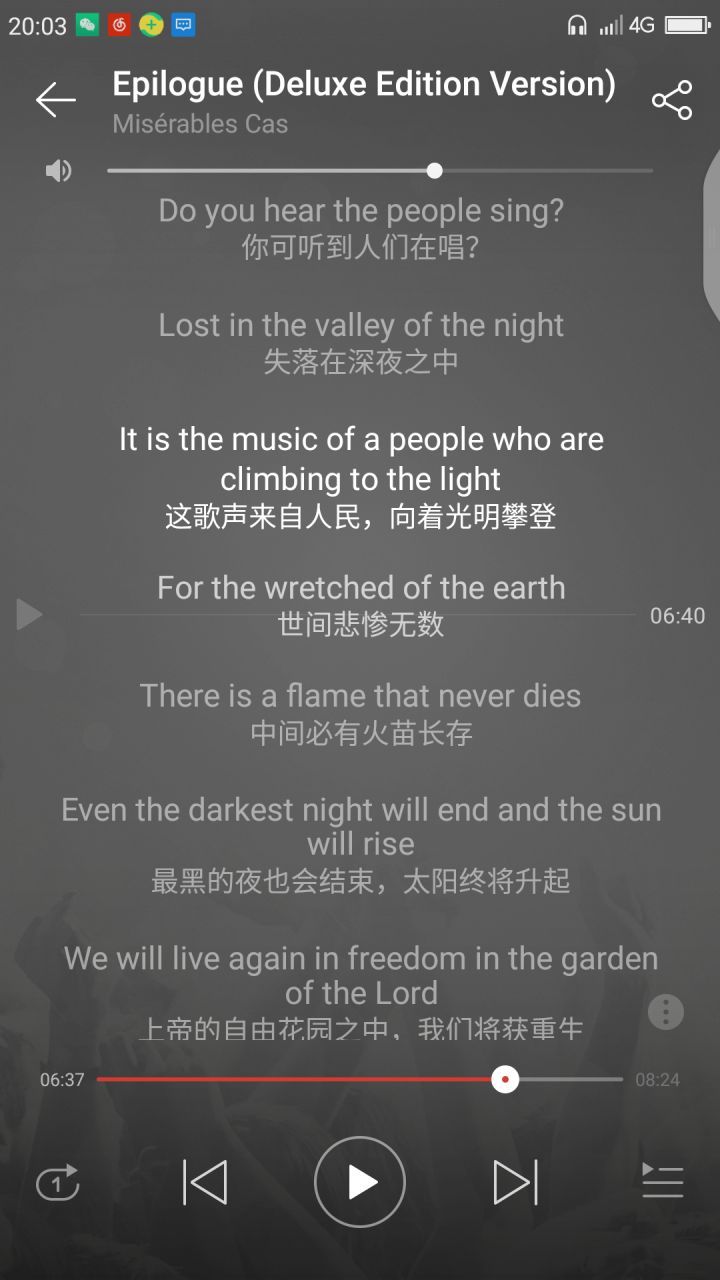 20:03
4G
Epilogue (Deluxe Edition Version)
Misérables Cas
Do you hear the people sing?
你可听到人们在唱?
Lost in the valley of the night
失落在深夜之中
It is the music of a people who are
climbing to the light
这歌声来自人民，向着光明攀登
For the wretched of the earth
世间悲惨无数
06:40
There is a flame that never dies
中间必有火苗长存
Even the darkest night will end and the sun
will rise
最黑的夜也会结束，太阳终将升起
We will live again in freedom in the garden
of the Lord
上帝的自由花园之中，我们将获重生
06:37
08:24
1